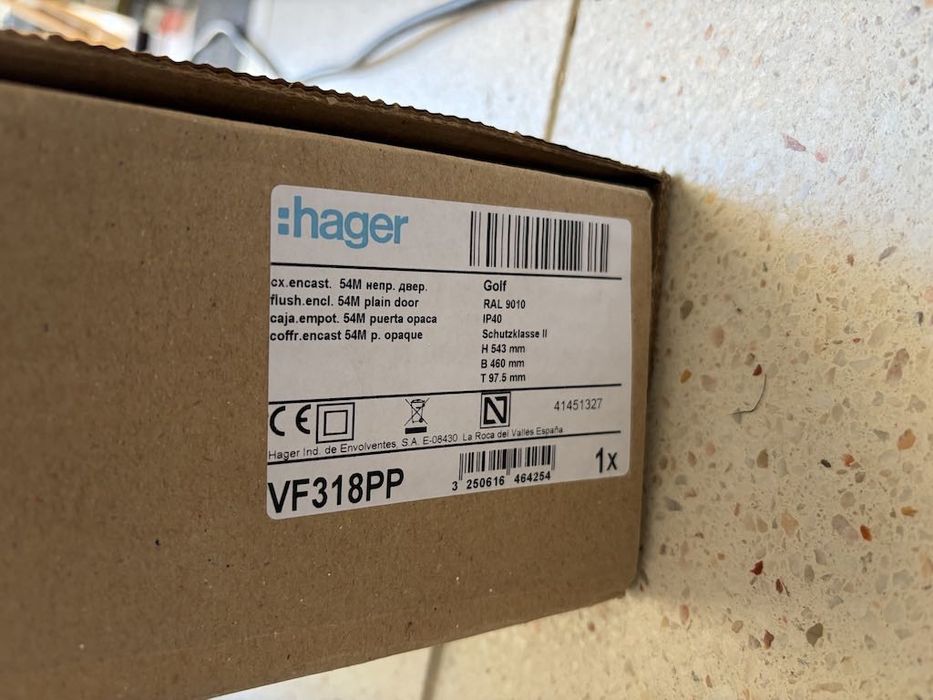 :hager
cx.encast. 54M непр. двер.
flush.encl. 54M plain door
caja.empot. 54M puerta opaca
coffr.encast 54M p. opaque
Golf
RAL 9010
IP40
Schutzklasse II
H 543 mm
B 460 mm
T 97.5 mm
CE
N
41451327
Hager Ind. de Envolventes S.A. E-08430 La Roca del Vallés España
VF318PP
3 250616 464254
1x